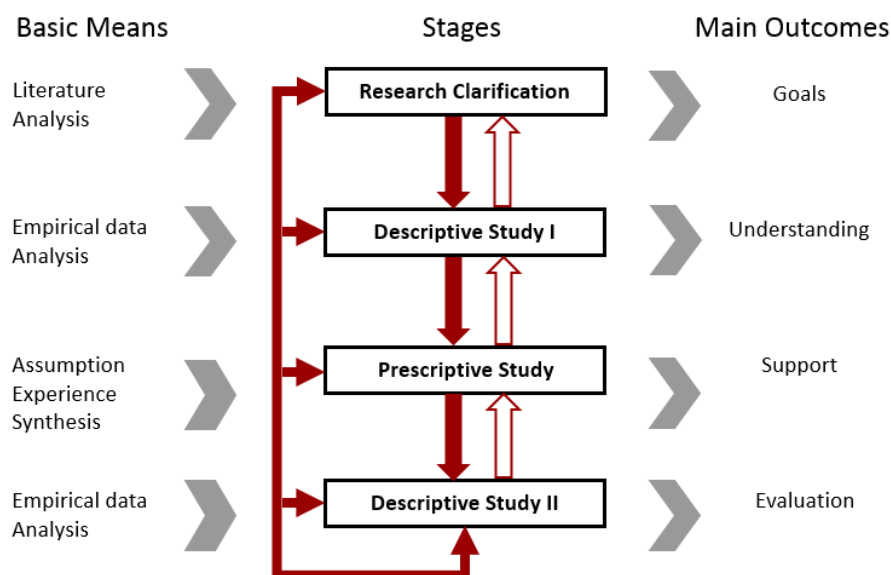 Basic Means
Stages
Main Outcomes
Literature
Analysis
Research Clarification
Goals
Empirical data
Analysis
Descriptive Study I
Understanding
Assumption
Experience
Synthesis
Prescriptive Study
Support
Empirical data
Analysis
Descriptive Study II
Evaluation